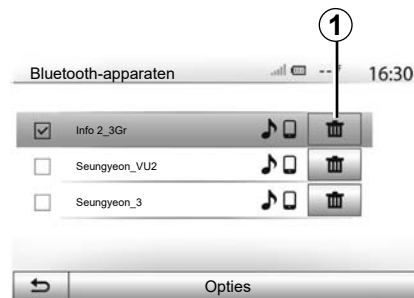 1
Bluetooth-apparaten -- ° 16:30
Info 2_3Gr
Seungyeon_VU2
Seungyeon_3
Opties